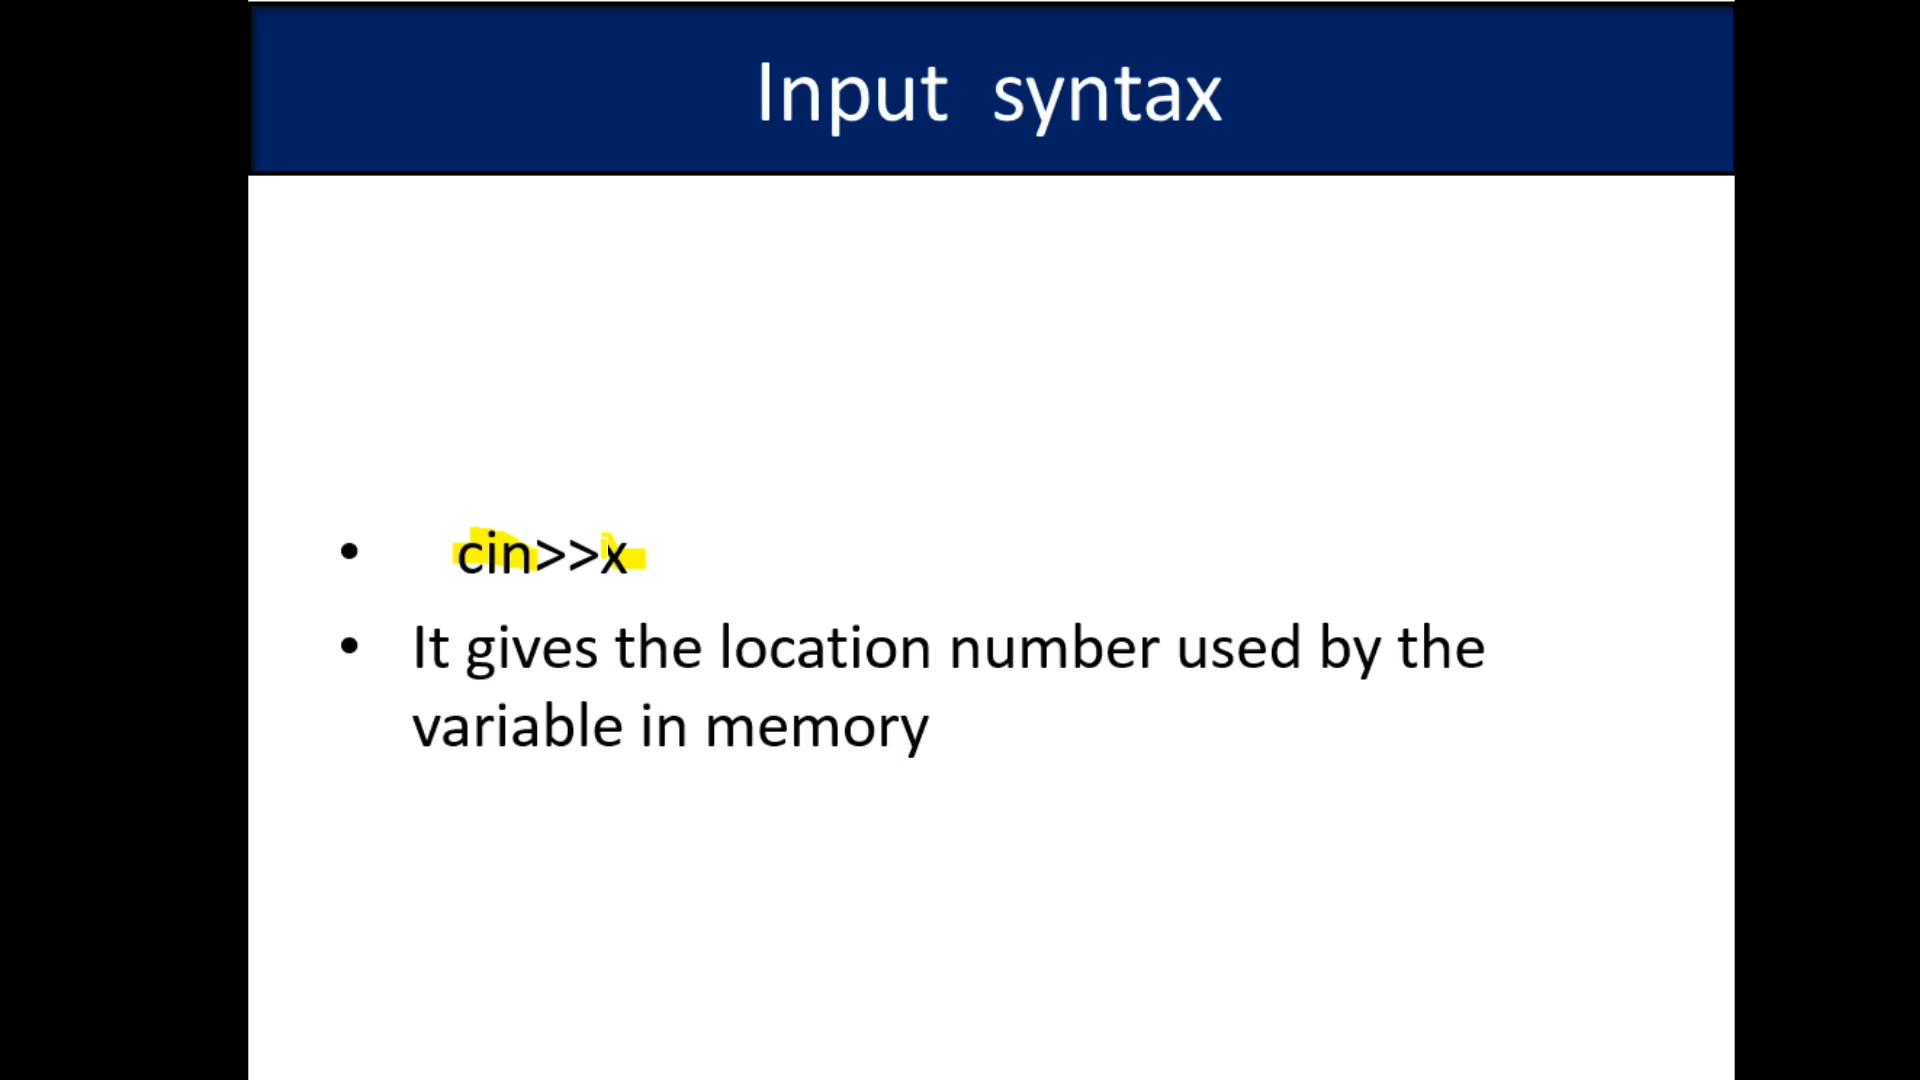 Input syntax
• cin>>x
• It gives the location number used by the
variable in memory